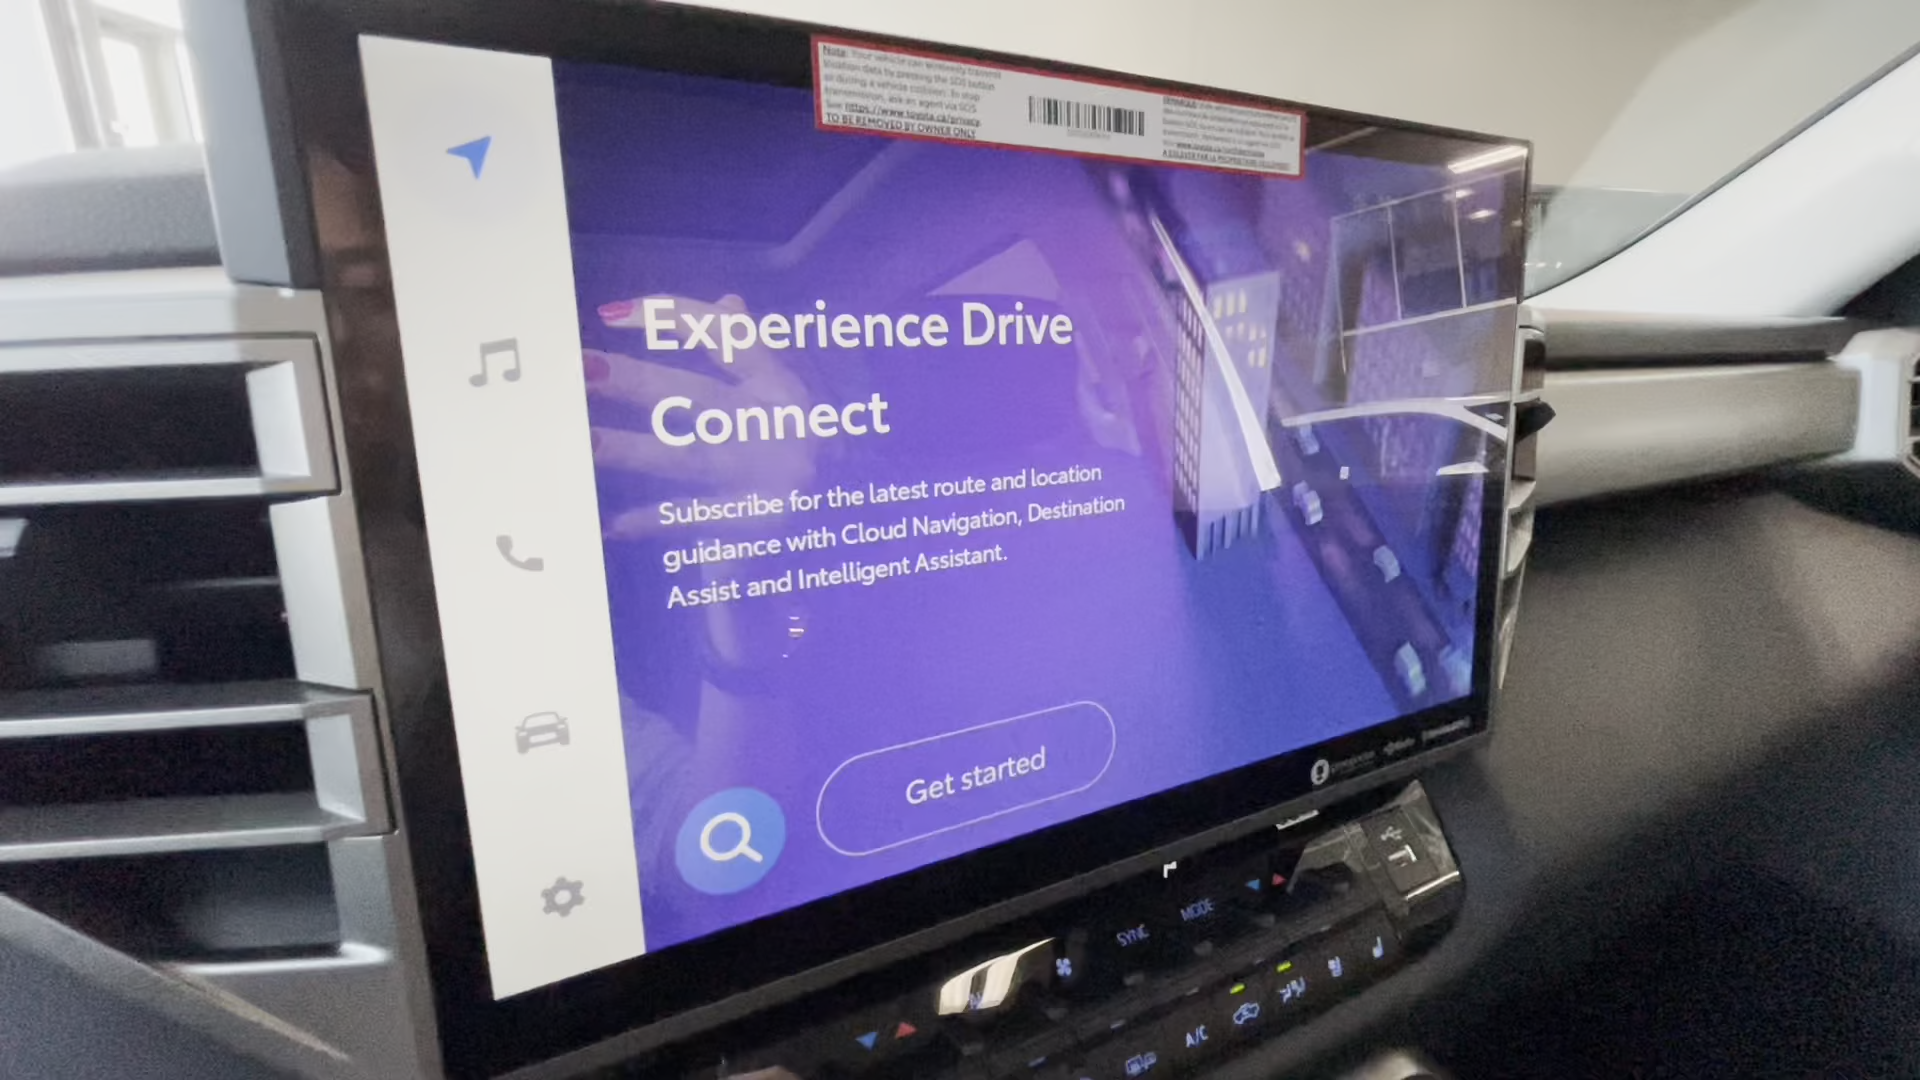 Note: Your vehicle can wirelessly transmit
location data by pressing the SOS button
or during a vehicle collision. To stop
transmission, ask an agent via SOS
See https://www.toyota.ca/privacy.
TO BE REMOVED BY OWNER ONLY
Experience Drive
Connect
Subscribe for the latest route and location
guidance with Cloud Navigation, Destination
Assist and Intelligent Assistant.
Get started
SYNC
MODE
A/C